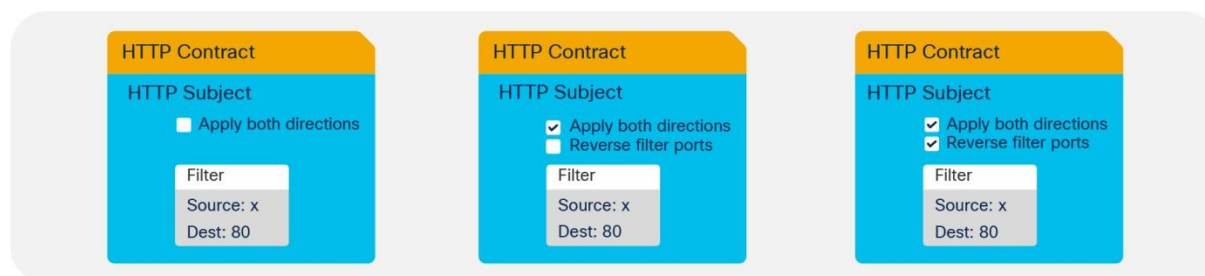 HTTP Contract
HTTP Subject
Apply both directions
Filter
Source: x
Dest: 80
HTTP Contract
HTTP Subject
Apply both directions
Reverse filter ports
Filter
Source: x
Dest: 80
HTTP Contract
HTTP Subject
Apply both directions
Reverse filter ports
Filter
Source: x
Dest: 80